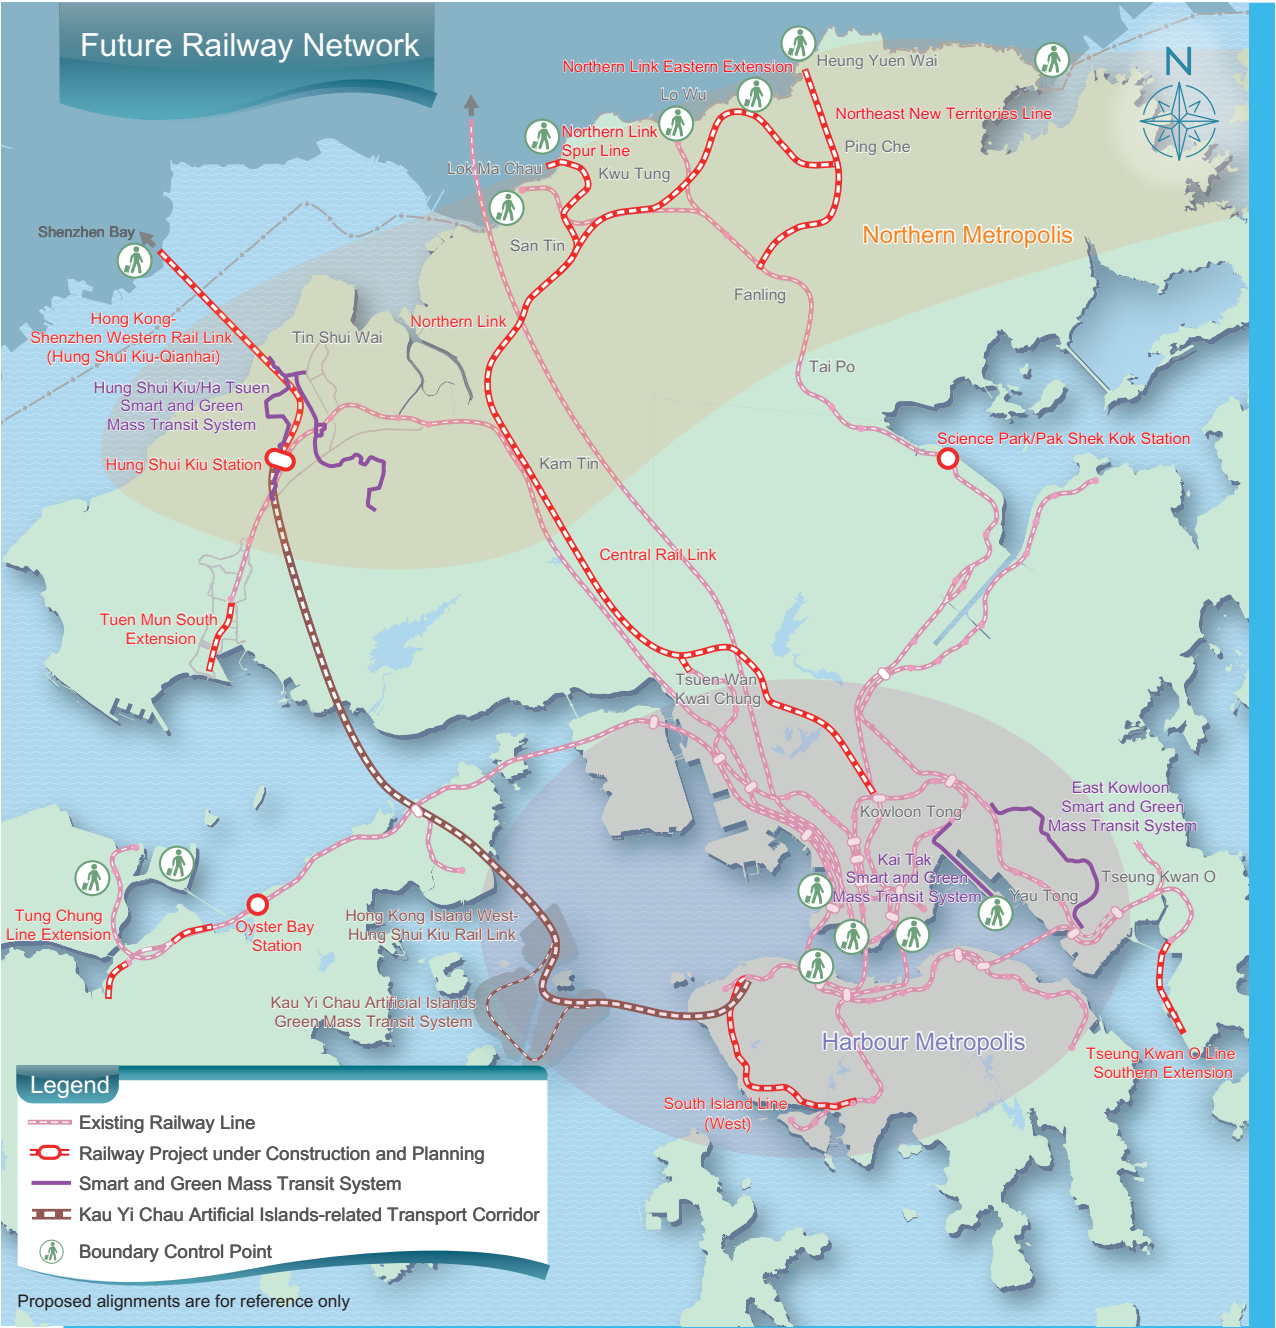 Future Railway Network
N
Heung Yuen Wai
Northern Link Eastern Extension
Lo Wu
Northeast New Territories Line
Northern Link
Spur Line
Ping Che
Lok Ma Chau
Kwu Tung
Shenzhen Bay
San Tin
Northern Metropolis
Fanling
Hong Kong-
Shenzhen Western Rail Link
(Hung Shui Kiu-Qianhai)
Northern Link
Tin Shui Wai
Tai Po
Hung Shui Kiu/Ha Tsuen
Smart and Green
Mass Transit System
Science Park/Pak Shek Kok Station
Hung Shui Kiu Station
Kam Tin
Central Rail Link
Tuen Mun South
Extension
Tsuen Wan
Kwai Chung
East Kowloon
Smart and Green
Mass Transit System
Kowloon Tong
Kai Tak
Smart and Green
Mass Transit System
Tseung Kwan O
Yau Tong
Tung Chung
Line Extension
Oyster Bay
Station
Hong Kong Island West-
Hung Shui Kiu Rail Link
Kau Yi Chau Artificial Islands
Green Mass Transit System
Harbour Metropolis
Tseung Kwan O Line
Southern Extension
South Island Line
(West)
Legend
Existing Railway Line
Railway Project under Construction and Planning
Smart and Green Mass Transit System
Kau Yi Chau Artificial Islands-related Transport Corridor
Boundary Control Point
Proposed alignments are for reference only